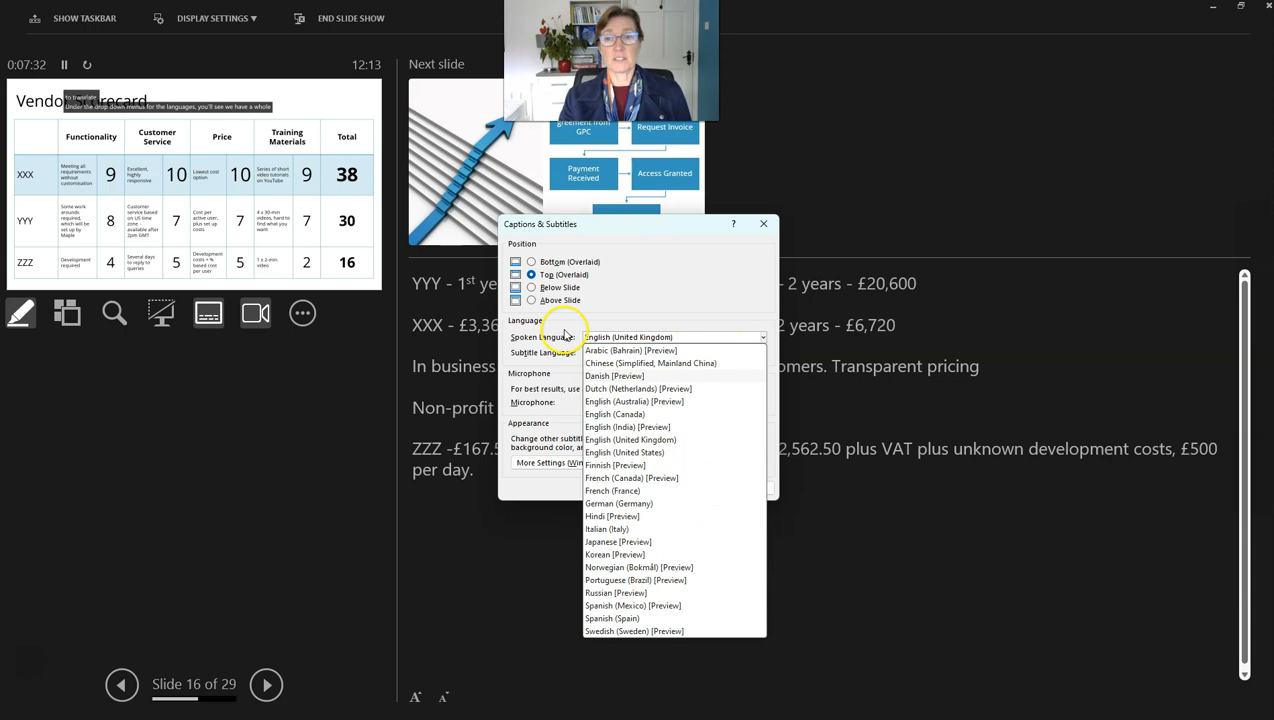 SHOW TASKBAR
DISPLAY SETTINGS ▾
END SLIDE SHOW
0:07:32
12:13
Next slide
Vendor Scorecard
to translate
Under the drop down menus for the languages, you'll see we have a whole
Functionality
Customer
Service
Price
Training
Materials
Total
XXX
Meeting all
requirements
without
customisation
9
Excellent,
highly
responsive
10
Lowest cost
option
10
Series of short
video tutorials
on YouTube
9
38
YYY
Some work
arounds
required,
which will be
set up by
Maple
8
Customer
service based
on US time
zone -
available after
2pm GMT
7
Cost per
active user,
plus set up
costs
7
4 x 30-min
videos, hard to
find what you
want
7
30
ZZZ
Development
required
4
Several days
to reply to
queries
5
Development
costs + %
based cost
per user
5
1 x 2-min
video
2
16
greement from
GPC
Request Invoice
Payment
Received
Access Granted
Captions & Subtitles
?
Position
Bottom (Overlaid)
Top (Overlaid)
Below Slide
Above Slide
Language
Spoken Language:
English (United Kingdom)
Subtitle Language:
Microphone
For best results, use
Microphone:
Appearance
Change other subtit
background color, ar
More Settings (Win
Arabic (Bahrain) [Preview]
Chinese (Simplified, Mainland China)
Danish [Preview]
Dutch (Netherlands) [Preview]
English (Australia) [Preview]
English (Canada)
English (India) [Preview]
English (United Kingdom)
English (United States)
Finnish [Preview]
French (Canada) [Preview]
French (France)
German (Germany)
Hindi [Preview]
Italian (Italy)
Japanese [Preview]
Korean [Preview]
Norwegian (Bokmål) [Preview]
Portuguese (Brazil) [Preview]
Russian [Preview]
Spanish (Mexico) [Preview]
Spanish (Spain)
Swedish (Sweden) [Preview]
YYY - 1st ye - 2 years - £20,600
XXX - £3,36 2 years - £6,720
In business omers. Transparent pricing
Non-profit
ZZZ -£167.5 2,562.50 plus VAT plus unknown development costs, £500
per day.
Slide 16 of 29
A A